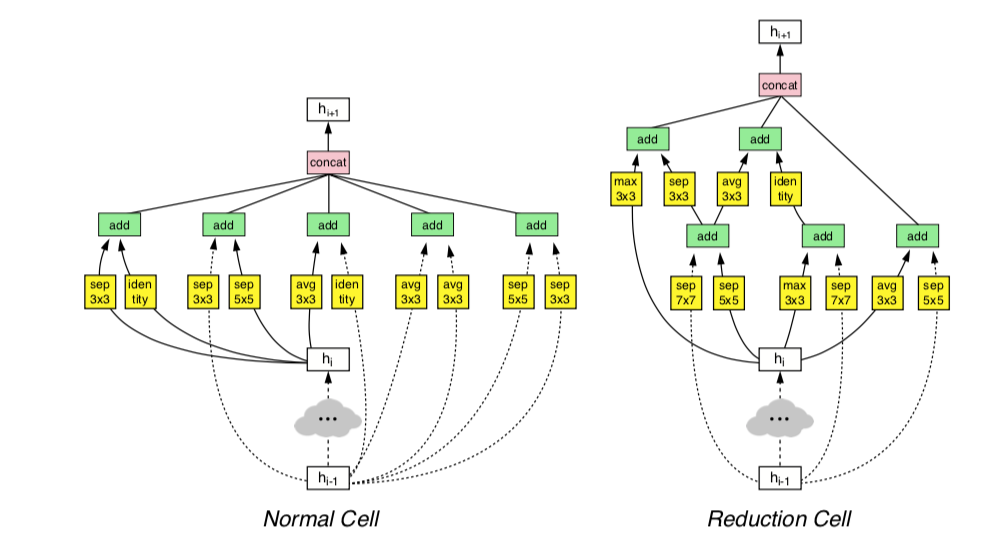 h_{i+1}
concat
add add add add add
sep 3x3
iden tity
sep 3x3
sep 5x5
avg 3x3
iden tity
avg 3x3
avg 3x3
sep 5x5
sep 3x3
h_i
...
h_{i-1}
Normal Cell
h_{i+1}
concat
add add
max 3x3
sep 3x3
avg 3x3
iden tity
add add add
sep 7x7
sep 5x5
max 3x3
sep 7x7
avg 3x3
sep 5x5
h_i
...
h_{i-1}
Reduction Cell